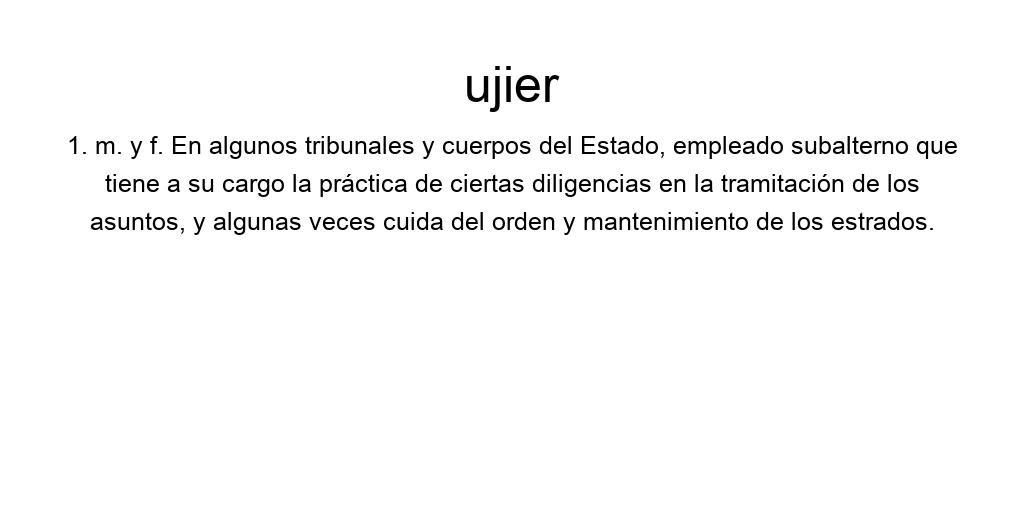 ujier
1. m. y f. En algunos tribunales y cuerpos del Estado, empleado subalterno que
tiene a su cargo la práctica de ciertas diligencias en la tramitación de los
asuntos, y algunas veces cuida del orden y mantenimiento de los estrados.